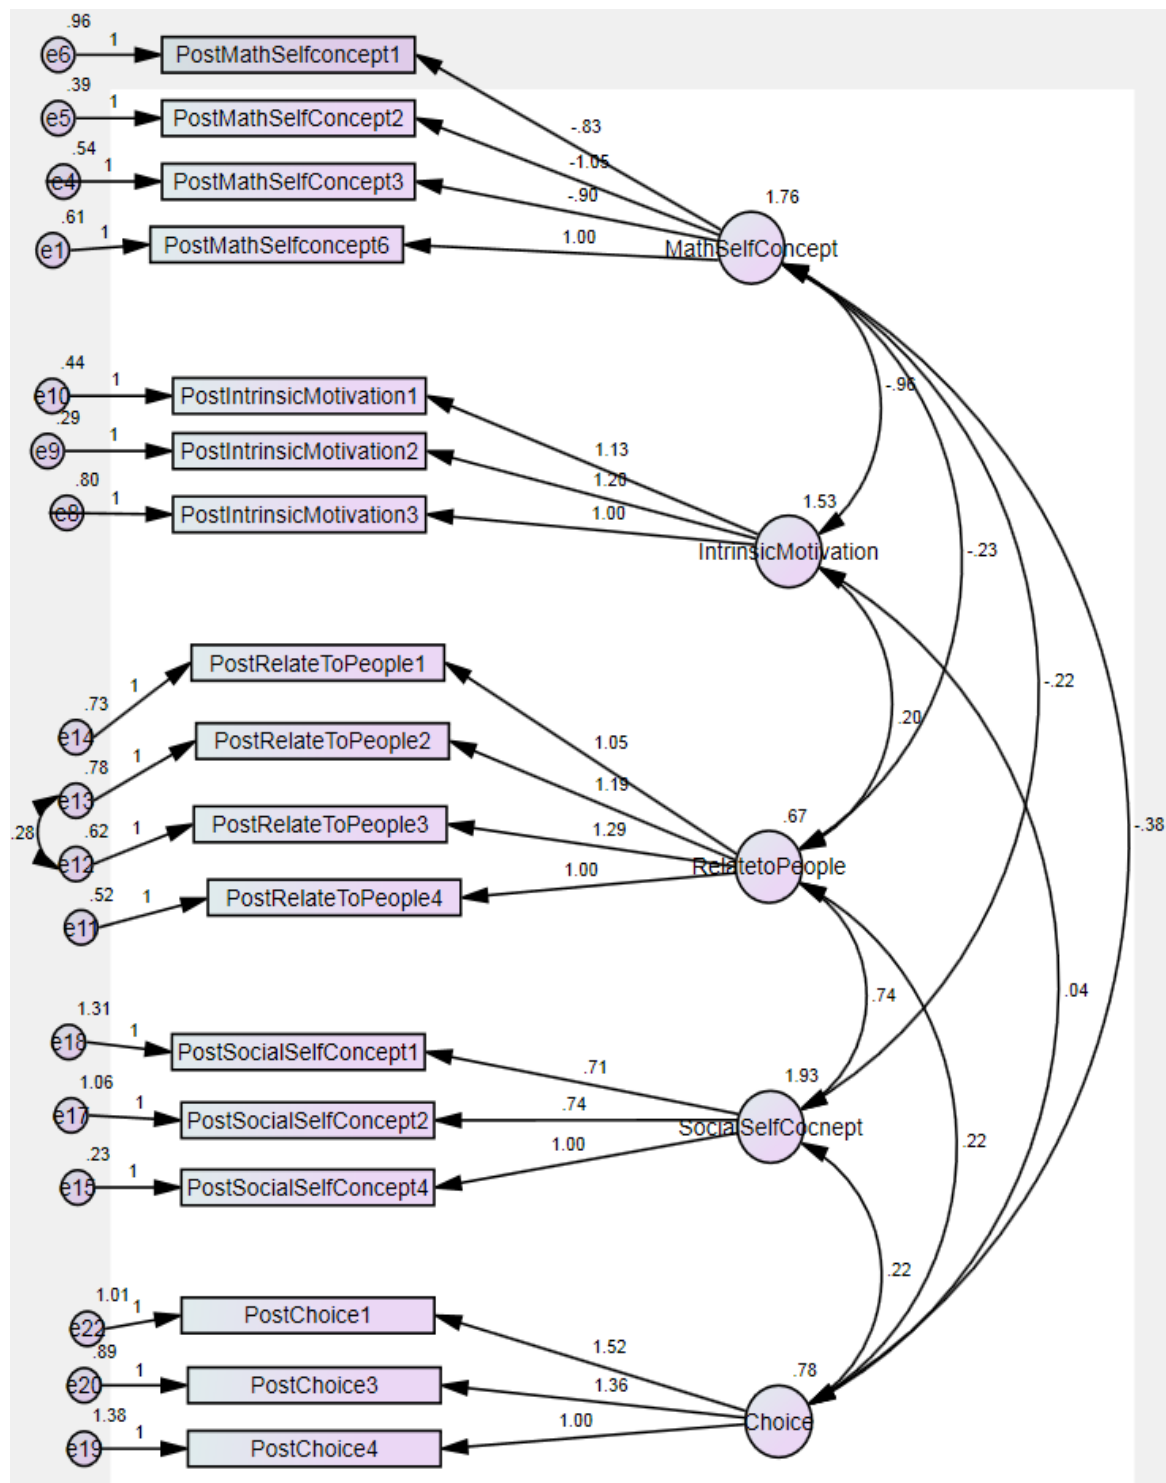 .96
e6
1
PostMathSelfconcept1
.39
e5
1
PostMathSelfConcept2
.54
e4
1
PostMathSelfConcept3
.61
e1
1
PostMathSelfconcept6
-.83
-1.05
-.90
1.00
1.76
MathSelfConcept
.44
e10
1
PostIntrinsicMotivation1
.29
e9
1
PostIntrinsicMotivation2
.80
e8
1
PostIntrinsicMotivation3
1.13
1.20
1.00
1.53
IntrinsicMotivation
-.96
-.23
-.22
-.38
.73
e14
1
PostRelateToPeople1
.78
e13
1
PostRelateToPeople2
.28
.62
e12
1
PostRelateToPeople3
.52
e11
1
PostRelateToPeople4
1.05
1.19
1.29
1.00
.67
RelatetoPeople
.20
.74
.04
1.31
e18
1
PostSocialSelfConcept1
1.06
e17
1
PostSocialSelfConcept2
.23
e15
1
PostSocialSelfConcept4
.71
.74
1.00
1.93
SocialSelfCocnept
.22
.22
1.01
e22
1
PostChoice1
.89
e20
1
PostChoice3
1.38
e19
1
PostChoice4
1.52
1.36
1.00
.78
Choice